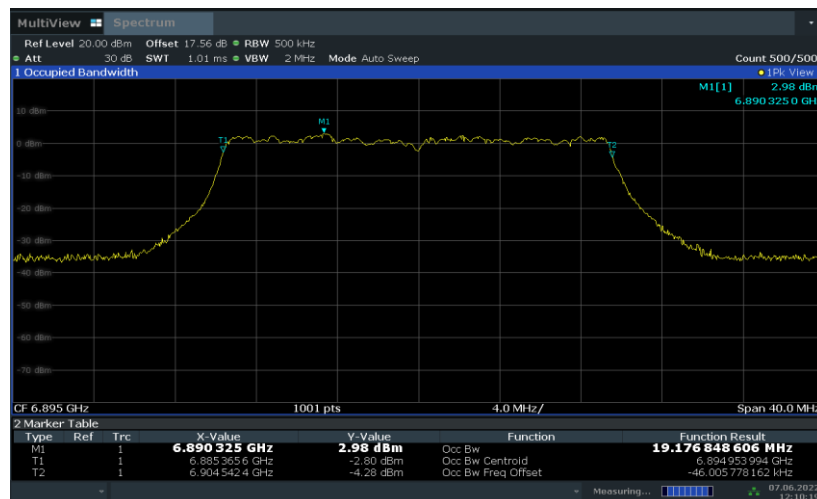 MultiView Spectrum
Ref Level 20.00 dBm Offset 17.56 dB RBW 500 kHz
Att 30 dB SWT 1.01 ms VBW 2 MHz Mode Auto Sweep Count 500/500
1 Occupied Bandwidth 1Pk View
M1[1] 2.98 dBm
6.890 325 0 GH
10 dBm
M1
0 dBm
T1
T2
-10 dBm
-20 dBm
-30 dBm
-40 dBm
-50 dBm
-60 dBm
-70 dBm
CF 6.895 GHz 1001 pts 4.0 MHz/ Span 40.0 MHz
2 Marker Table
Type Ref Trc X-Value Y-Value Function Function Result
M1 1 6.890 325 GHz 2.98 dBm Occ Bw 19.176 848 606 MHz
T1 1 6.885 365 6 GHz -2.80 dBm Occ Bw Centroid 6.894 953 994 GHz
T2 1 6.904 542 4 GHz -4.28 dBm Occ Bw Freq Offset -46.005 778 162 kHz
Measuring... 07.06.2022
12:10:19